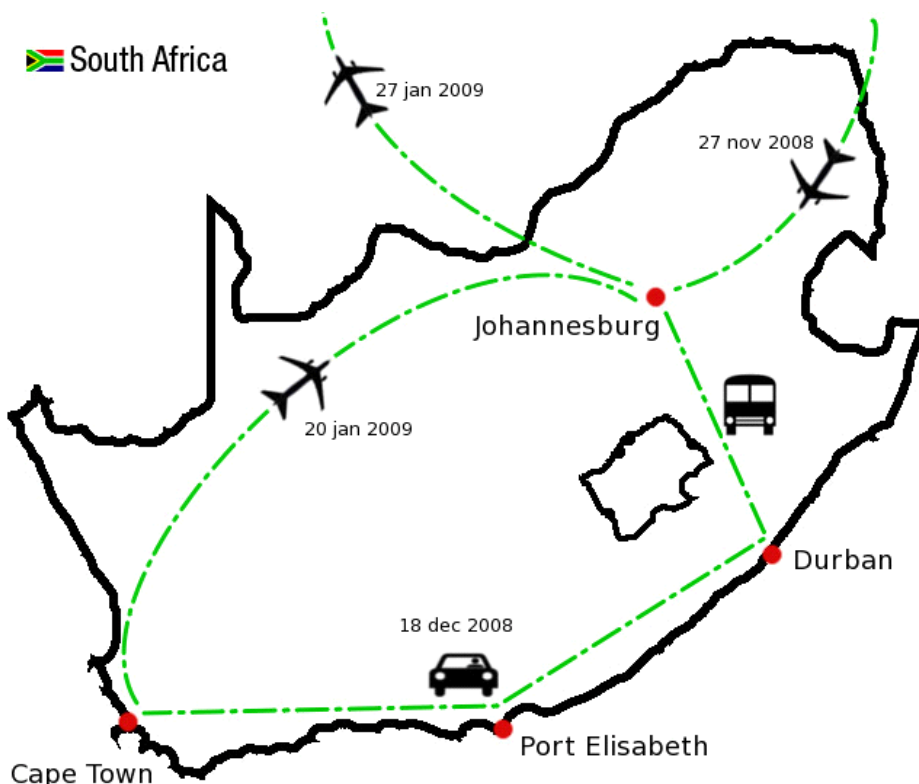 South Africa
27 jan 2009
27 nov 2008
Johannesburg
20 jan 2009
Durban
18 dec 2008
Port Elisabeth
Cape Town